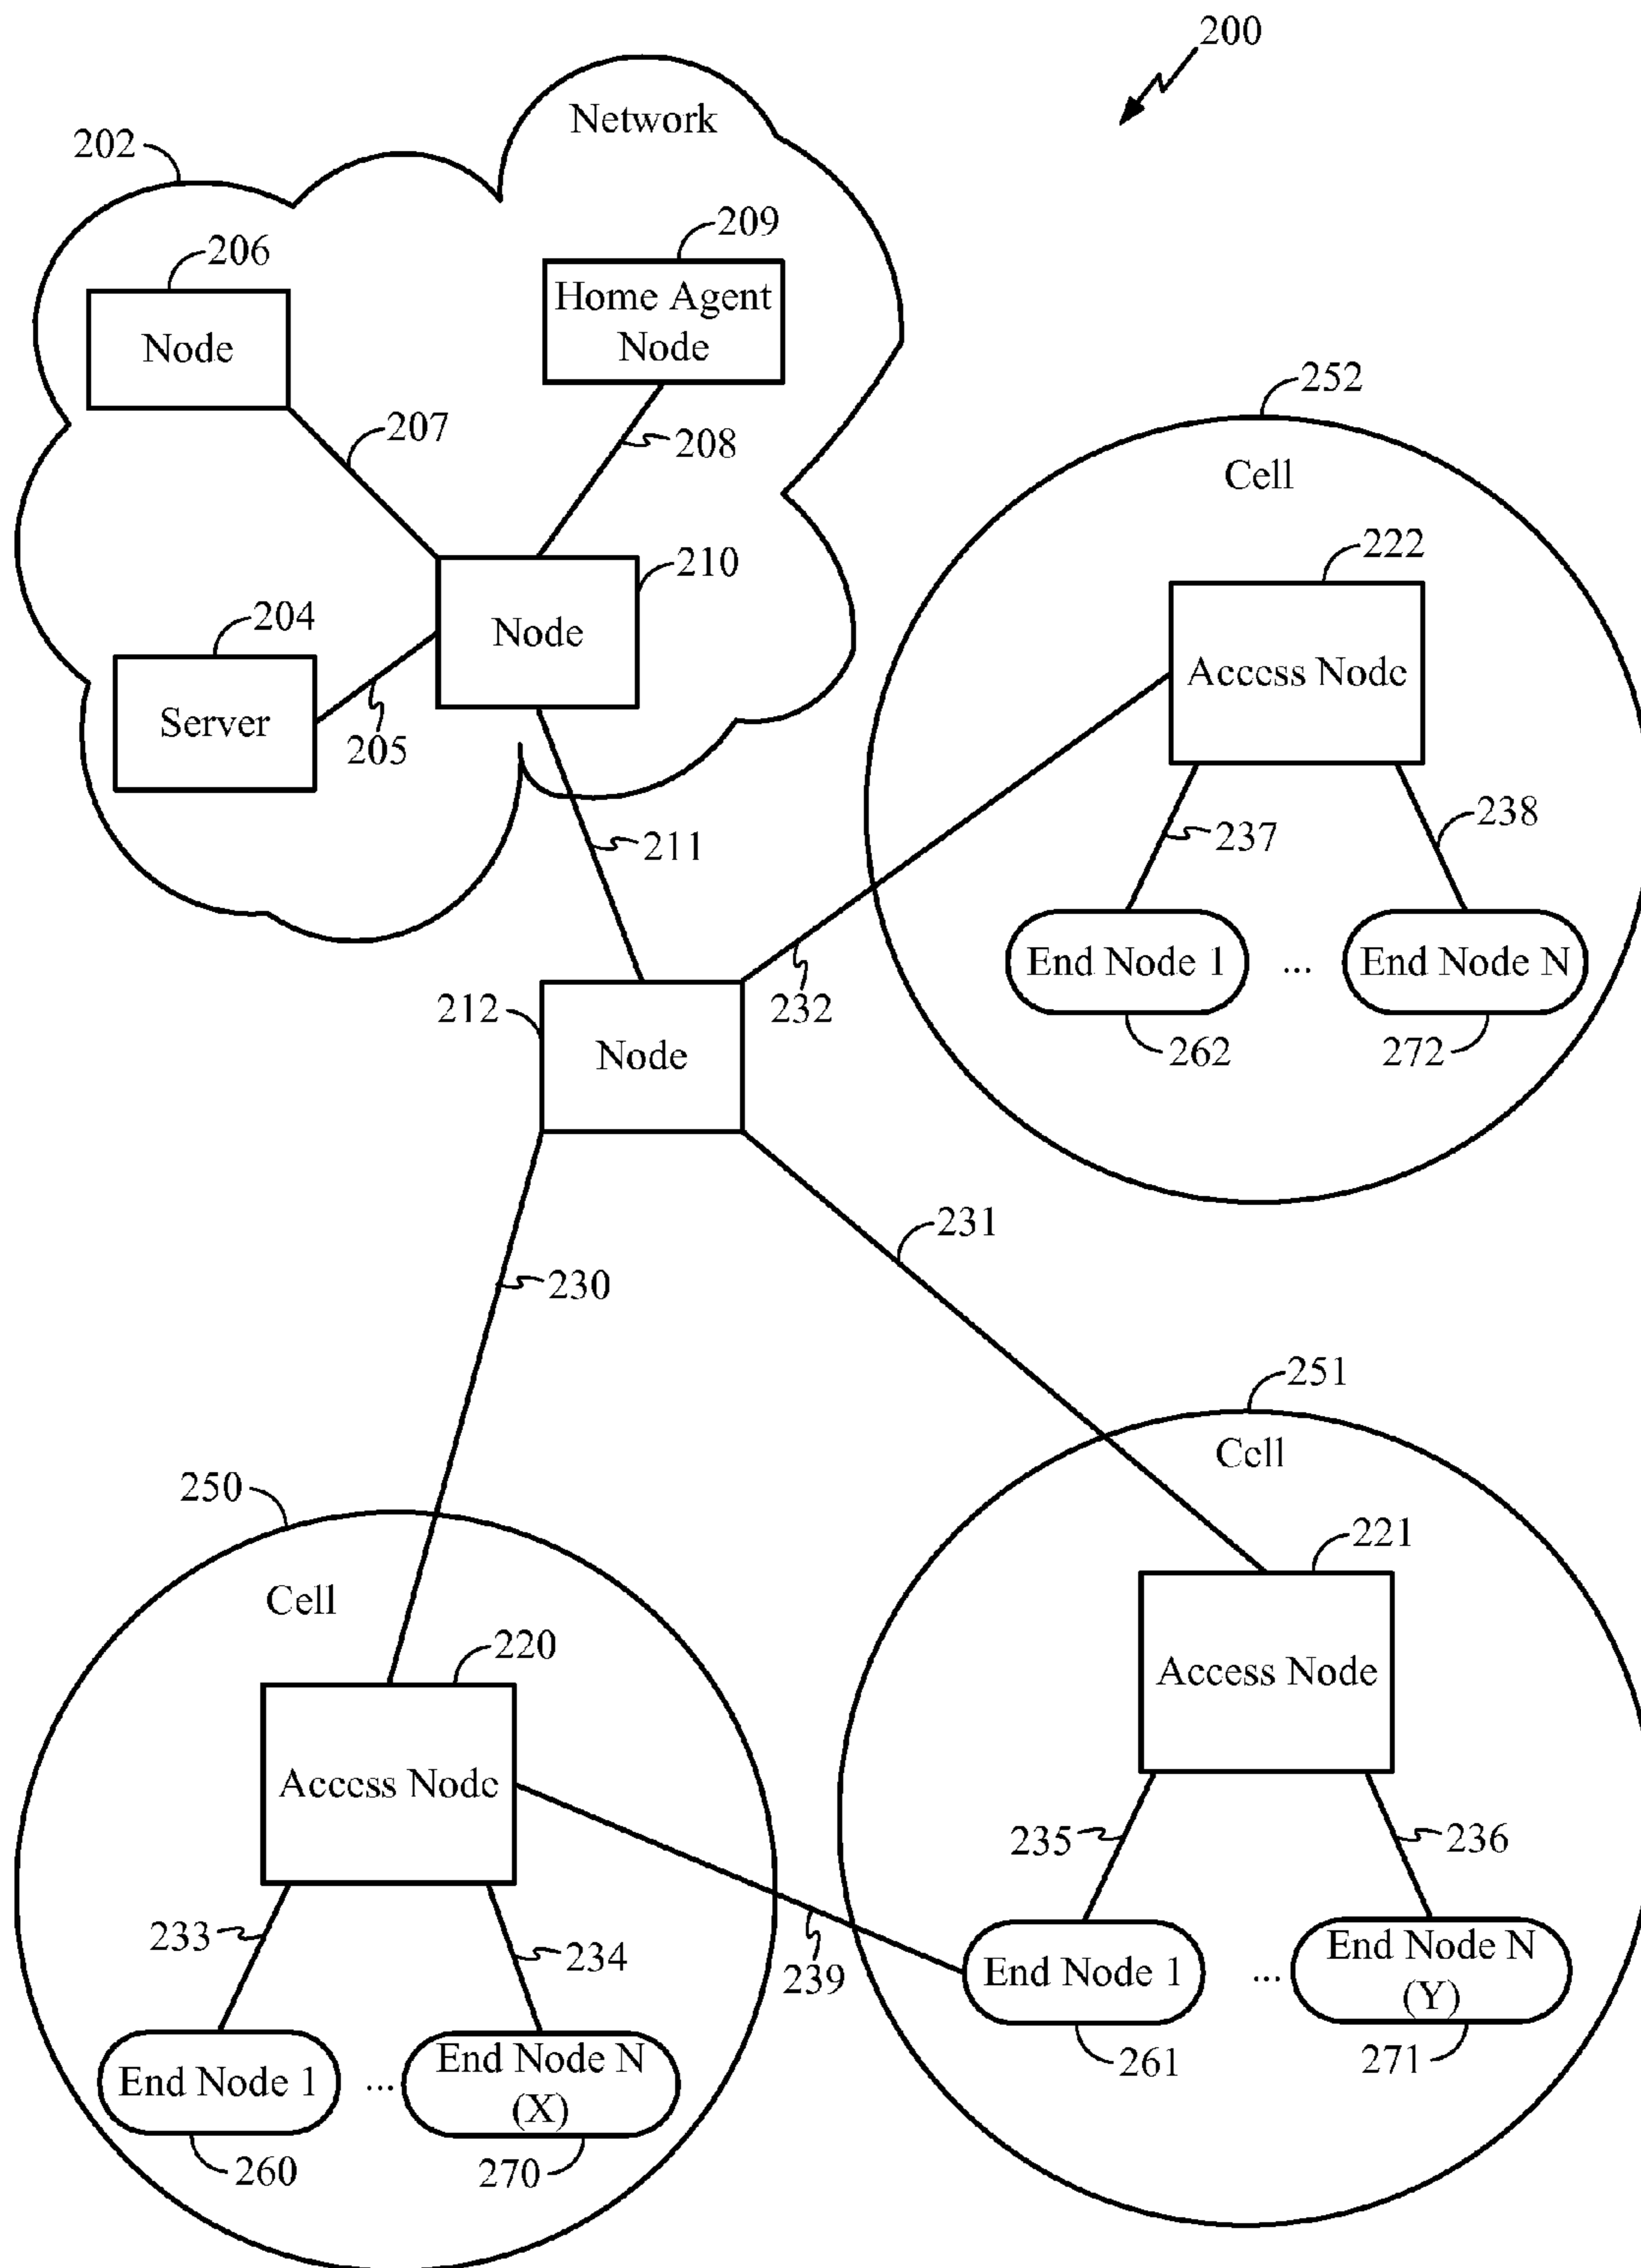 200
Network
202
206
209
Node
Home Agent
Node
207
208
252
Cell
210
222
204
Node
Access Node
Server
205
211
237
238
End Node 1 ... End Node N
232
262
272
212
Node
231
230
251
Cell
250
221
Cell
220
Access Node
Access Node
235
236
233
234
239
End Node 1 ... End Node N
(Y)
261
271
End Node 1 ... End Node N
(X)
260
270